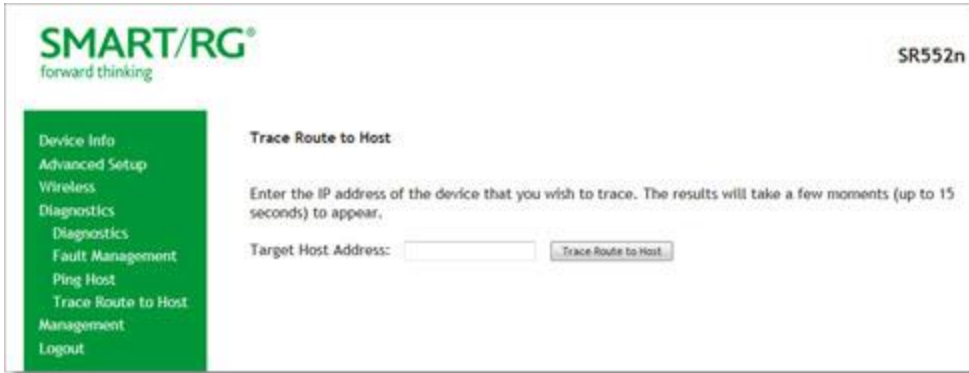 SMART/RG®
forward thinking
SR552n
Device Info
Advanced Setup
Wireless
Diagnostics
Diagnostics
Fault Management
Ping Host
Trace Route to Host
Management
Logout
Trace Route to Host
Enter the IP address of the device that you wish to trace. The results will take a few moments (up to 15
seconds) to appear.
Target Host Address:
Trace Route to Host